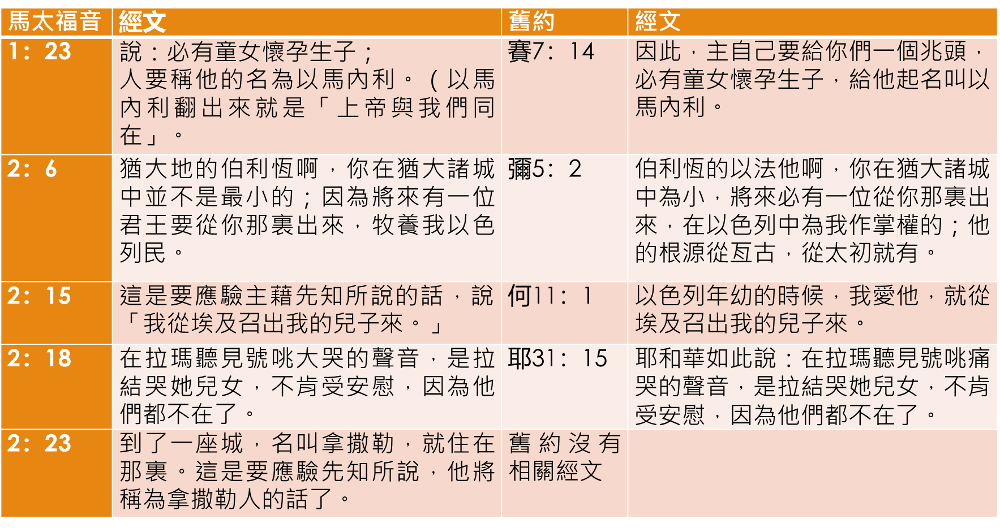 馬太福音 經文 舊約 經文
1：23
說：必有童女懷孕生子；
人要稱他的名為以馬內利。（以馬
內利翻出來就是「上帝與我們同
在」。
賽7：14
因此，主自己要給你們一個兆頭，
必有童女懷孕生子，給他起名叫以
馬內利。
2：6
猶大地的伯利恆啊，你在猶大諸城
中並不是最小的；因為將來有一位
君王要從你那裏出來，牧養我以色
列民。
彌5：2
伯利恆的以法他啊，你在猶大諸城
中為小，將來必有一位從你那裏出
來，在以色列中為我作掌權的；他
的根源從亙古，從太初就有。
2：15
這是要應驗主藉先知所說的話，說
「我從埃及召出我的兒子來。」
何11：1
以色列年幼的時候，我愛他，就從
埃及召出我的兒子來。
2：18
在拉瑪聽見號咷大哭的聲音，是拉
結哭她兒女，不肯受安慰，因為他
們都不在了。
耶31：15
耶和華如此說：在拉瑪聽見號咷痛
哭的聲音，是拉結哭她兒女，不肯
受安慰，因為他們都不在了。
2：23
到了一座城，名叫拿撒勒，就住在
那裏。這是要應驗先知所說，他將
稱為拿撒勒人的話了。
舊約沒有
相關經文